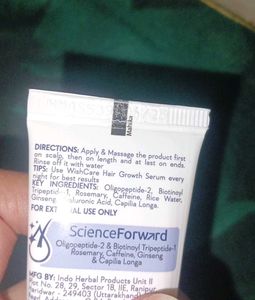 DIRECTIONS: Apply & Massage the product first
on scalp, then on length and at last on ends.
Rinse off it with water
TIPS: Use WishCare Hair Growth Serum every
night for best results
KEY INGREDIENTS: Oligopeptide-2, Biotinoyl
Tripeptide-1, Rosemary, Caffeine, Rice Water,
Ginseng, Hyaluronic Acid, Capilia Longa.
FOR EXTERNAL USE ONLY
ScienceForward
Oligopeptide-2 & Biotinoyl Tripeptide-1
Rosemary, Caffeine, Ginseng
& Capilia Longa
MFG BY: Indo Herbal Products Unit II
Plot No. 28, 29, Sector 1B, IIE, Ranipur,
Haridwar - 249403 (Uttarakhand)